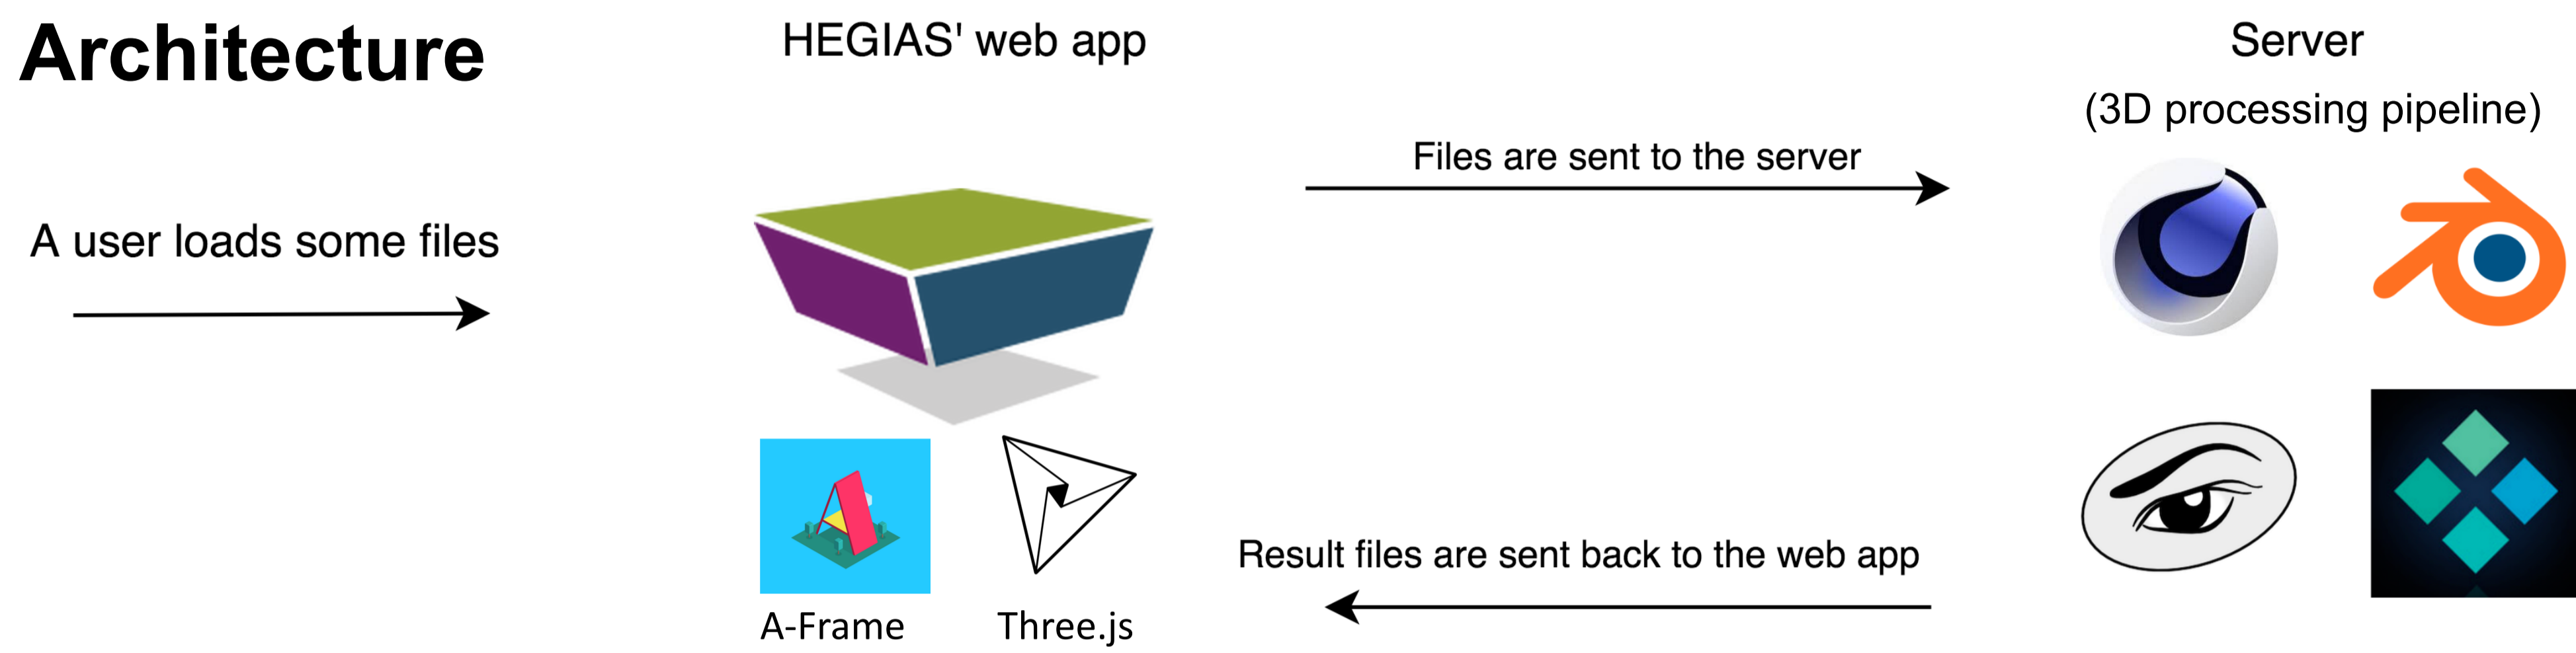 Architecture
HEGIAS' web app
Server
(3D processing pipeline)
Files are sent to the server
A user loads some files
Result files are sent back to the web app
A-Frame
Three.js